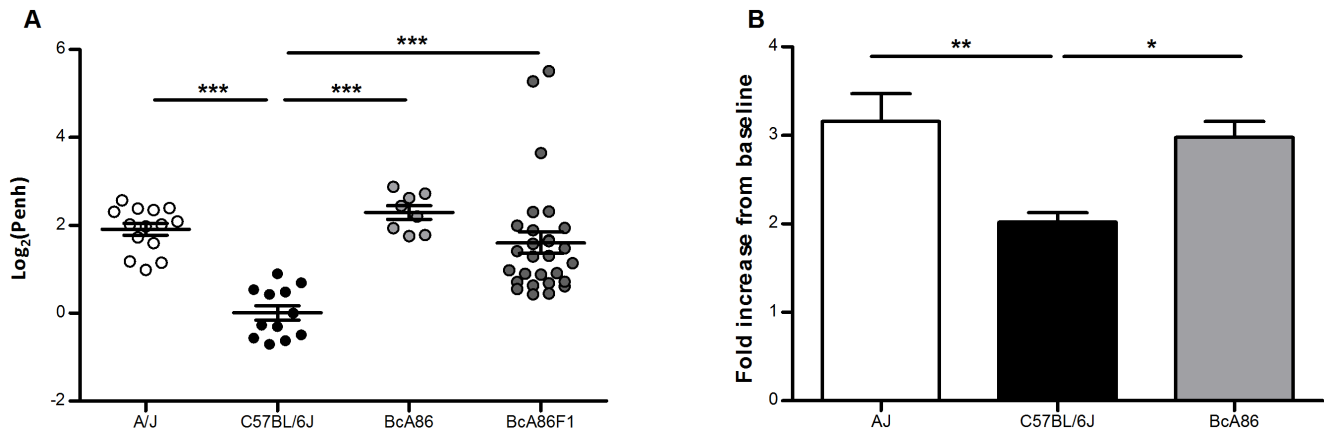 A
Log2(Penh)
6
4
2
0
-2
***
***
***
A/J
C57BL/6J
BcA86
BcA86F1
B
Fold increase from baseline
4
3
2
1
0
**
*
AJ
C57BL/6J
BcA86